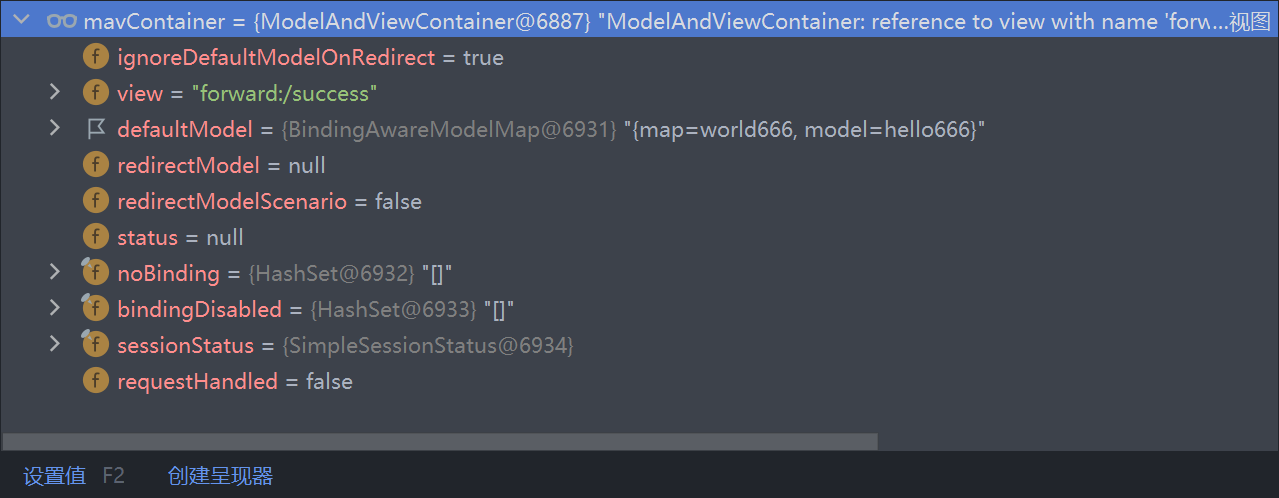 mavContainer = {ModelAndViewContainer@6887} "ModelAndViewContainer: reference to view with name 'forw...视图
f ignoreDefaultModelOnRedirect = true
f view = "forward:/success"
defaultModel = {BindingAwareModelMap@6931} "{map=world666, model=hello666}"
f redirectModel = null
f redirectModelScenario = false
f status = null
f noBinding = {HashSet@6932} "[]"
f bindingDisabled = {HashSet@6933} "[]"
f sessionStatus = {SimpleSessionStatus@6934}
f requestHandled = false
设置值 F2 创建呈现器